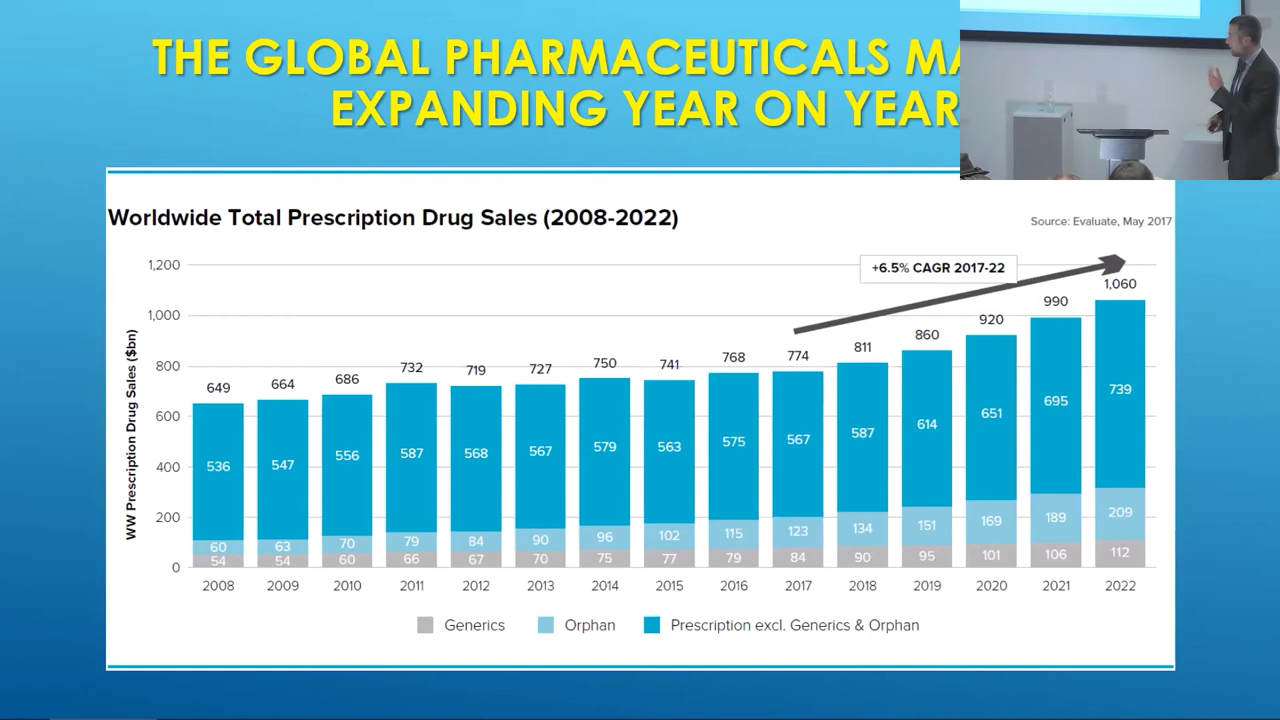 THE GLOBAL PHARMACEUTICALS
EXPANDING YEAR ON YEAR
Worldwide Total Prescription Drug Sales (2008-2022)
Source: Evaluate, May 2017
WW Prescription Drug Sales ($bn)
1,200
1,000
800
600
400
200
0
+6.5% CAGR 2017-22
649 664 686 732 719 727 750 741 768 774 811 860 920 990 1,060
536 547 556 587 568 567 579 563 575 567 587 614 651 695 739
60 63 70 79 84 90 96 102 115 123 134 151 169 189 209
54 54 60 66 67 70 75 77 79 84 90 95 101 106 112
2008 2009 2010 2011 2012 2013 2014 2015 2016 2017 2018 2019 2020 2021 2022
Generics Orphan Prescription excl. Generics & Orphan